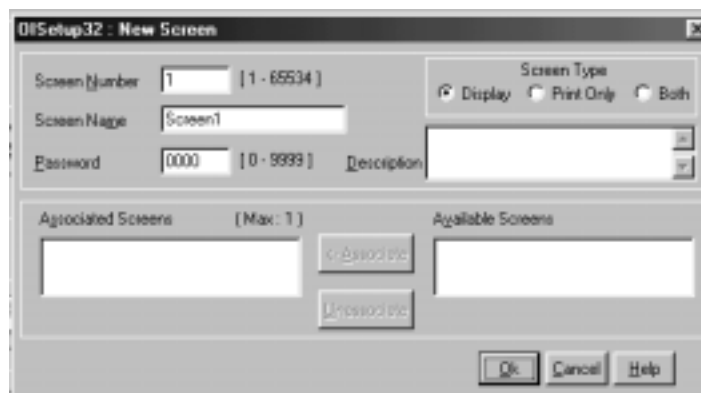 OISetup32 : New Screen
Screen Number 1 [ 1 - 65534 ]
Screen Type
Display Print Only Both
Screen Name Screen1
Password 0000 [ 0 - 9999 ] Description
Associated Screens [ Max : 1 ] Available Screens
<-Associate
Unassociate
Ok Cancel Help